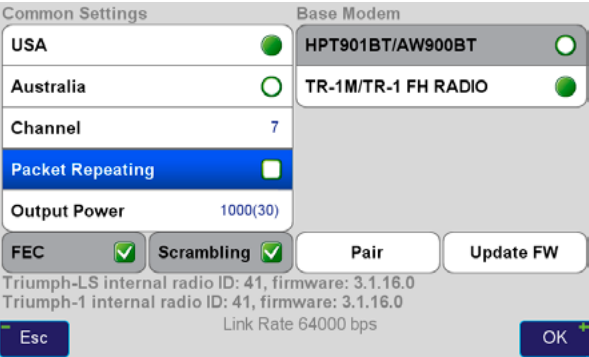 Common Settings
Base Modem
USA
HPT901BT/AW900BT
Australia
TR-1M/TR-1 FH RADIO
Channel 7
Packet Repeating
Output Power 1000(30)
FEC
Scrambling
Pair
Update FW
Triumph-LS internal radio ID: 41, firmware: 3.1.16.0
Triumph-1 internal radio ID: 41, firmware: 3.1.16.0
Link Rate 64000 bps
- Esc
OK +